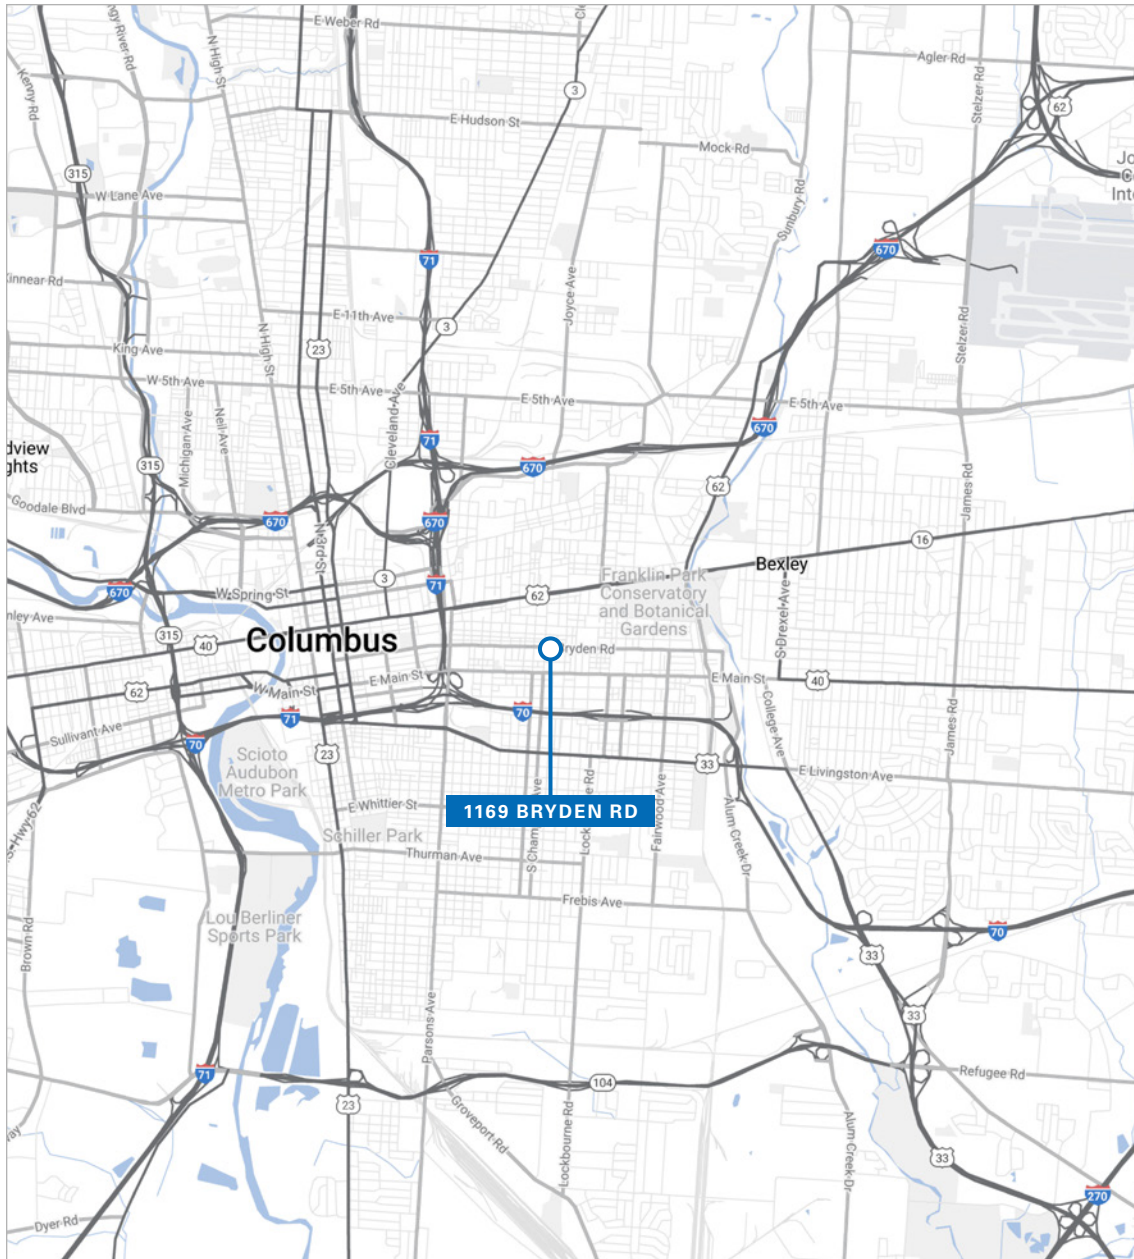 E Weber Rd
Agler Rd
N High St
Kenny Rd
Stelzer Rd
3
62
E Hudson St
Mock Rd
315
W Lane Ave
Sunbury Rd
71
670
Kinnear Rd
Joyce Ave
E 11th Ave
3
N High St
23
King Ave
Stelzer Rd
W 5th Ave
E 5th Ave
E 5th Ave
E 5th Ave
Michigan Ave
Neil Ave
Cleveland Ave
71
670
315
670
62
James Rd
Goodale Blvd
670
N 3rd St
670
16
Bexley
3
71
Franklin Park
Conservatory
and Botanical
Gardens
670
W Spring St
62
S Drexel Ave
315
40
Columbus
Bryden Rd
E Main St
E Main St
40
62
W Main St
College Ave
James Rd
Sullivant Ave
71
70
70
23
33
E Livingston Ave
Scioto
Audubon
Metro Park
E Whittier St
1169 BRYDEN RD
Fairwood Ave
Alum Creek Dr
Schiller Park
Thurman Ave
Frebis Ave
Lou Berliner
Sports Park
Brown Rd
70
33
33
Parsons Ave
71
104
Refugee Rd
23
Groveport Rd
Lockbourne Rd
Alum Creek Dr
33
270
Dyer Rd